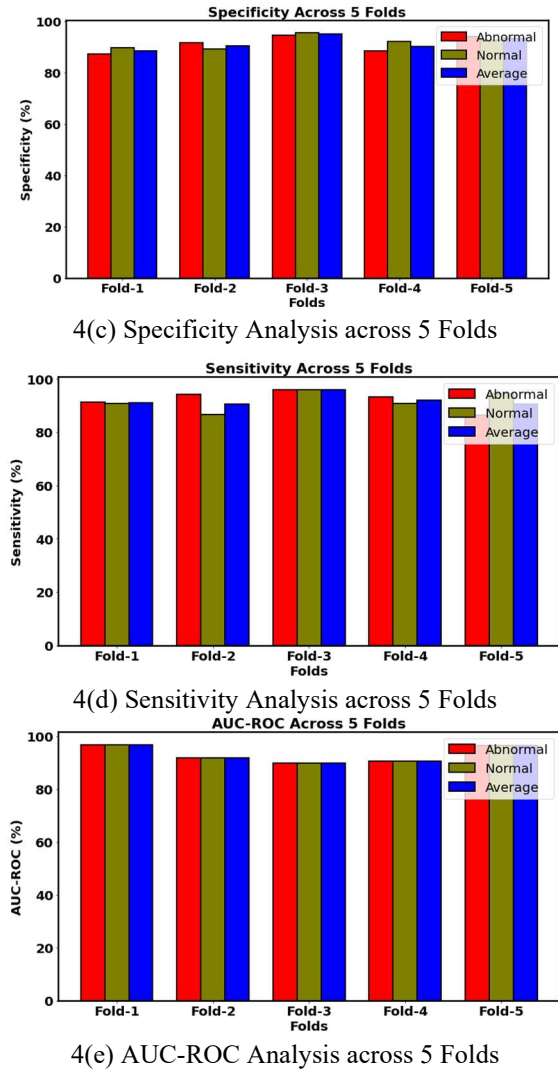 Specificity Across 5 Folds
100
80
60
40
20
0
Specificity (%)
Abnormal
Normal
Average
Fold-1 Fold-2 Fold-3 Fold-4 Fold-5
Folds
4(c) Specificity Analysis across 5 Folds
Sensitivity Across 5 Folds
100
80
60
40
20
0
Sensitivity (%)
Abnormal
Normal
Average
Fold-1 Fold-2 Fold-3 Fold-4 Fold-5
Folds
4(d) Sensitivity Analysis across 5 Folds
AUC-ROC Across 5 Folds
100
80
60
40
20
0
AUC-ROC (%)
Abnormal
Normal
Average
Fold-1 Fold-2 Fold-3 Fold-4 Fold-5
Folds
4(e) AUC-ROC Analysis across 5 Folds